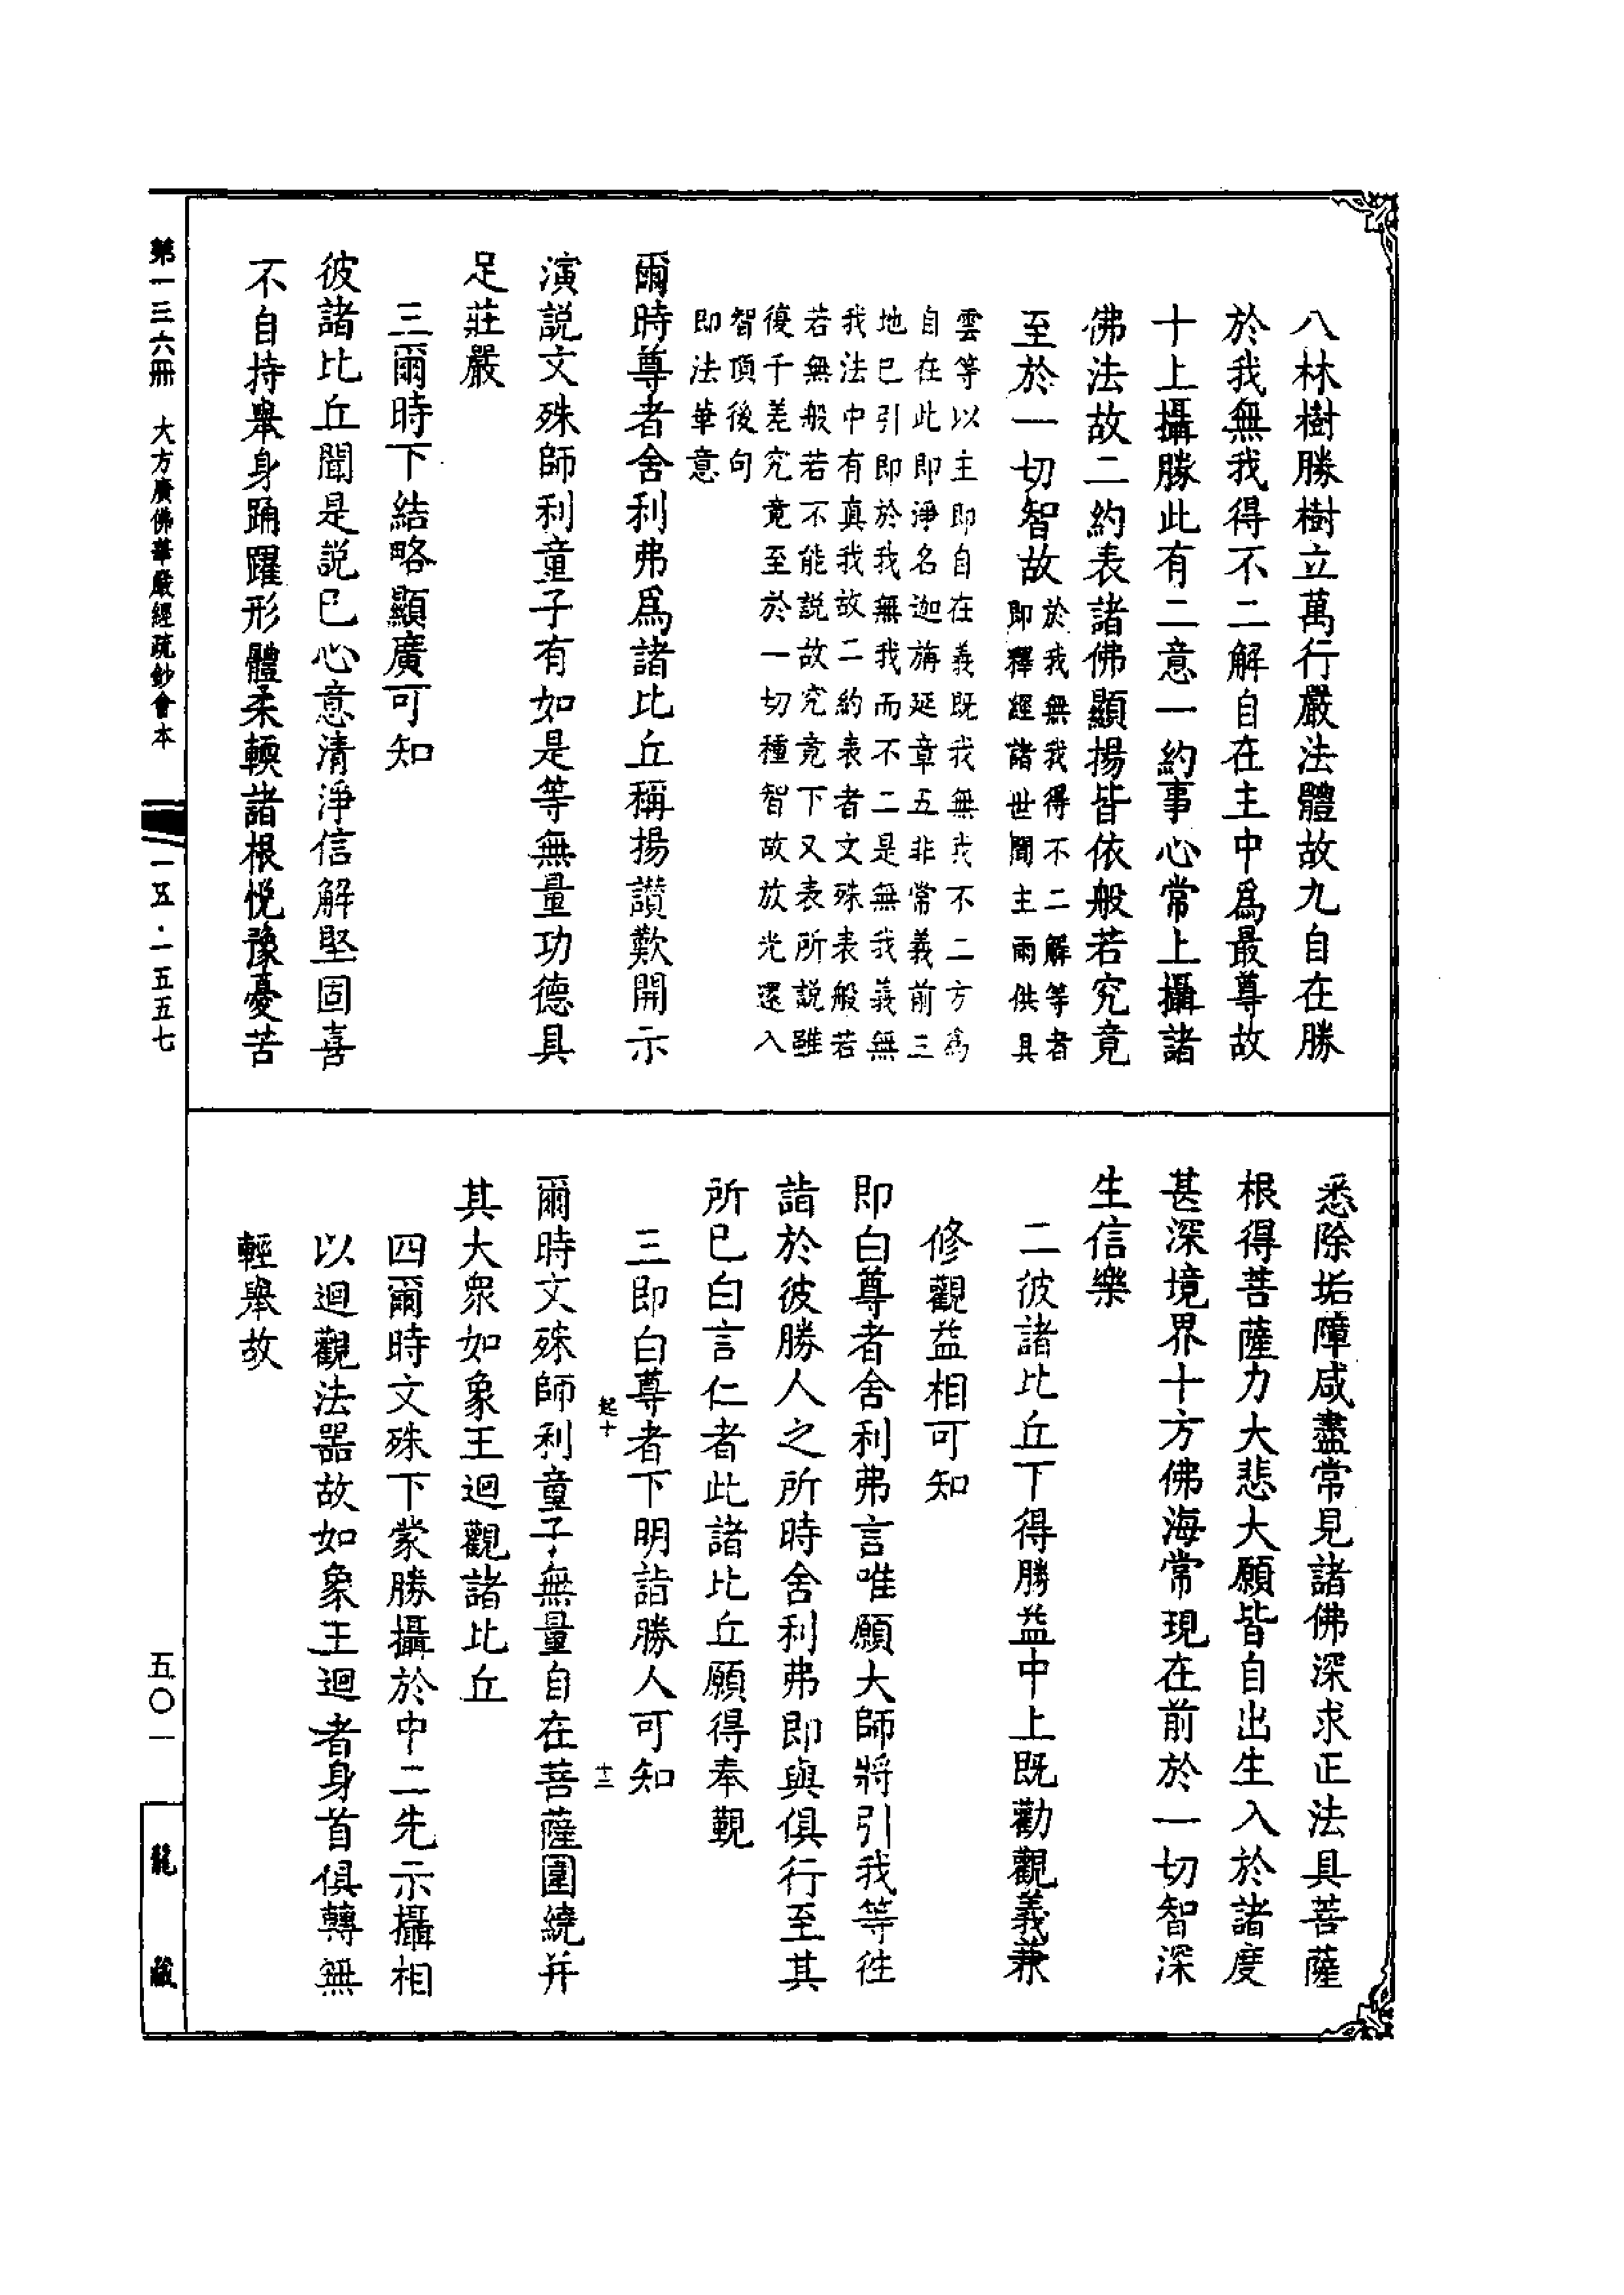 八林樹勝樹立萬行嚴法體故九自在勝
於我無我得不二解自在主中爲最尊故
十上攝勝此有二意一約事心常上攝諸
佛法故二約表諸佛顯揚皆依般若究竟
至於一切智故
於我無我得不二解等者
即釋經諸世間主雨供具
雲等以主即自在義既我無我不二方爲
自在此即淨名迦旃延章五非常義前三
地已引即於我無我而不二是無我義無
我法中有真我故二約表者文殊表般若
若無般若不能説故究竟下又表所説雖
復千差究竟至於一切種智故放光還入
智頂後句
即法華意
爾時尊者舍利弗爲諸比丘稱揚讃歎開示
演説文殊師利童子有如是等無量功德具
足莊嚴
三爾時下結略顯廣可知
彼諸比丘聞是説已心意清淨信解堅固喜
不自持舉身踊躍形體柔輭諸根悦豫憂苦
悉除垢障咸盡常見諸佛深求正法具菩薩
根得菩薩力大悲大願皆自出生入於諸度
甚深境界十方佛海常現在前於一切智深
生信樂
二彼諸比丘下得勝益中上既勸觀義兼
修觀益相可知
即白尊者舍利弗言唯願大師將引我等往
詣於彼勝人之所時舍利弗即與俱行至其
所已白言仁者此諸比丘願得奉覲
三即白尊者下明詣勝人可知
起十
十三
爾時文殊師利童子無量自在菩薩圍繞并
其大衆如象王迴觀諸比丘
四爾時文殊下蒙勝攝於中二先示攝相
以迴觀法器故如象王迴者身首俱轉無
輕舉故
第一三六冊 大方廣佛華嚴經疏鈔會本
一五·一五五七
五〇一
龍藏